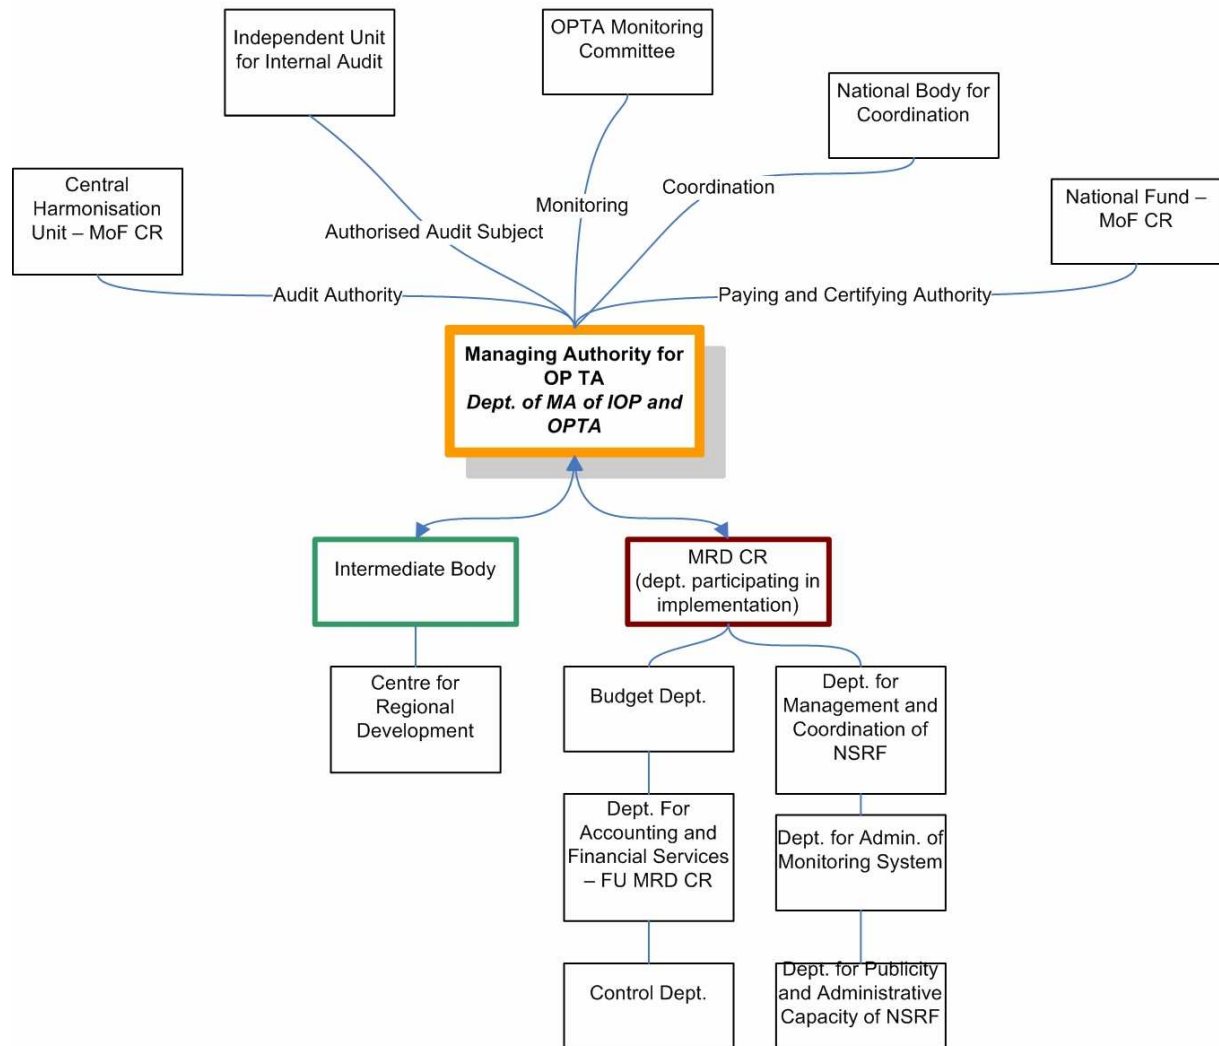 Independent Unit
for Internal Audit
OPTA Monitoring
Committee
National Body for
Coordination
Central
Harmonisation
Unit – MoF CR
National Fund –
MoF CR
Coordination
Monitoring
Authorised Audit Subject
Audit Authority
Paying and Certifying Authority
Managing Authority for
OP TA
Dept. of MA of IOP and
OPTA
Intermediate Body
MRD CR
(dept. participating in
implementation)
Centre for
Regional
Development
Budget Dept.
Dept. for
Management and
Coordination of
NSRF
Dept. For
Accounting and
Financial Services
– FU MRD CR
Dept. for Admin. of
Monitoring System
Control Dept.
Dept. for Publicity
and Administrative
Capacity of NSRF